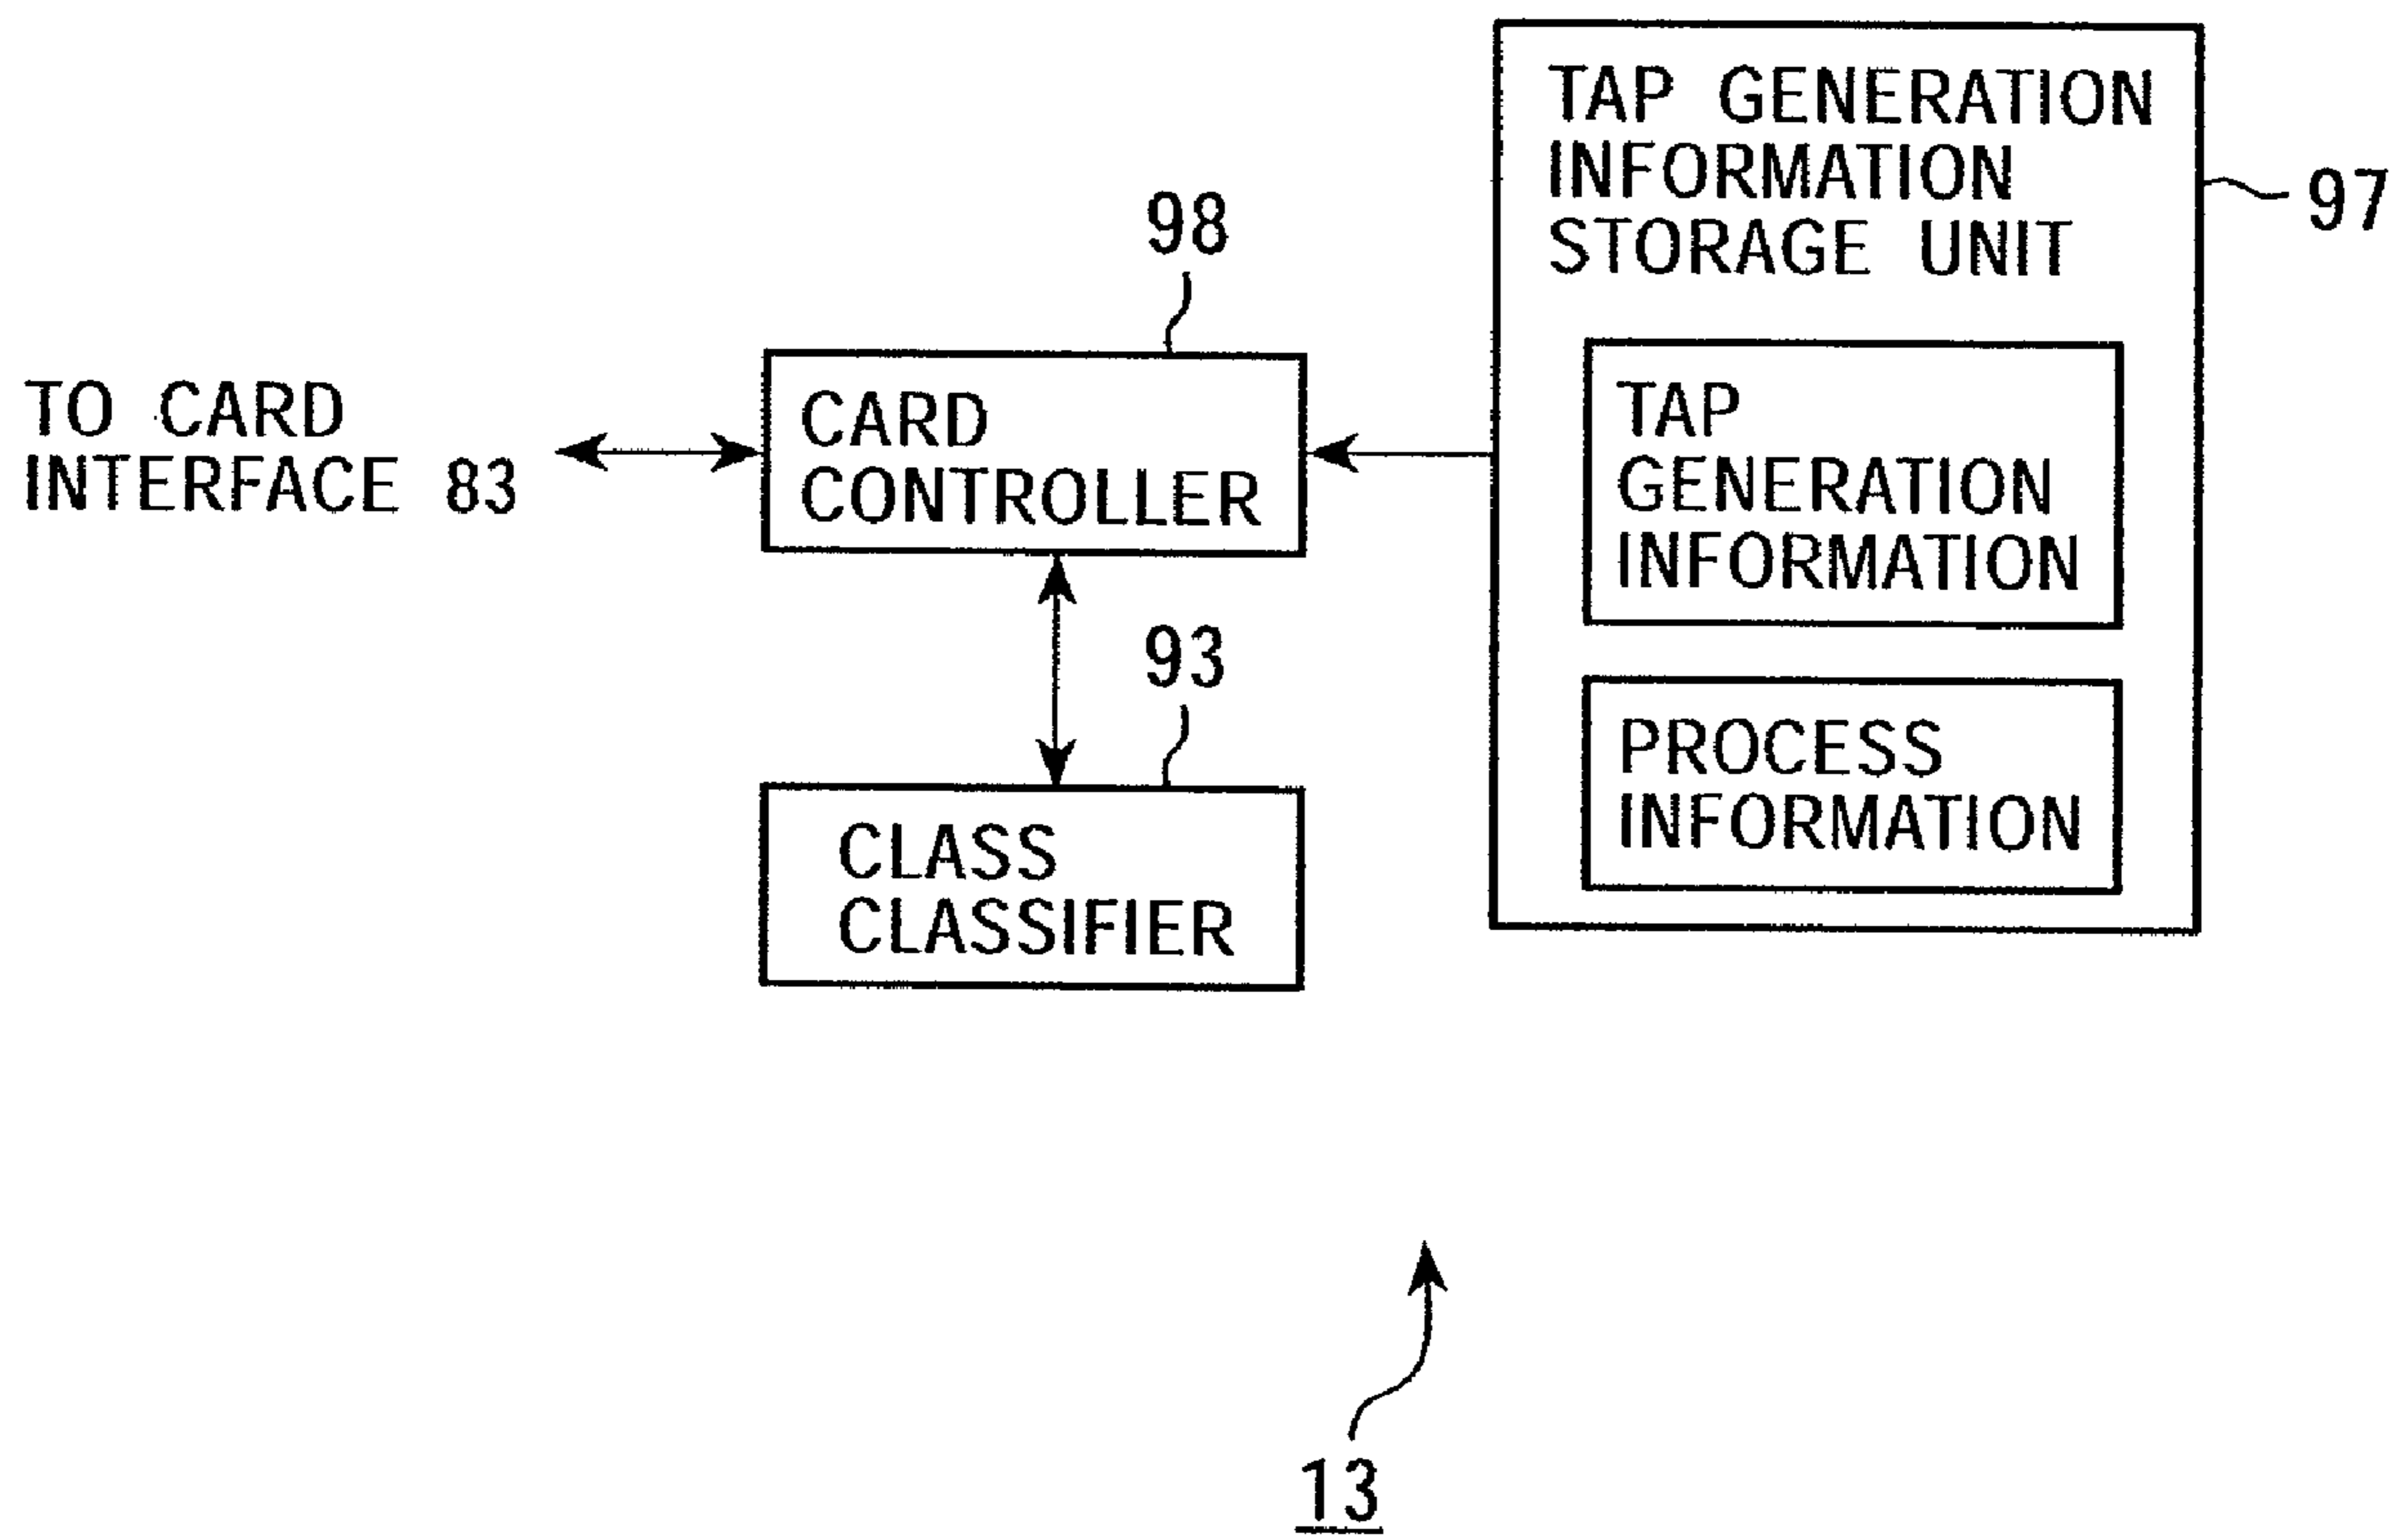 TO CARD
INTERFACE 83
98
CARD
CONTROLLER
93
CLASS
CLASSIFIER
TAP GENERATION
INFORMATION
STORAGE UNIT
97
TAP
GENERATION
INFORMATION
PROCESS
INFORMATION
13